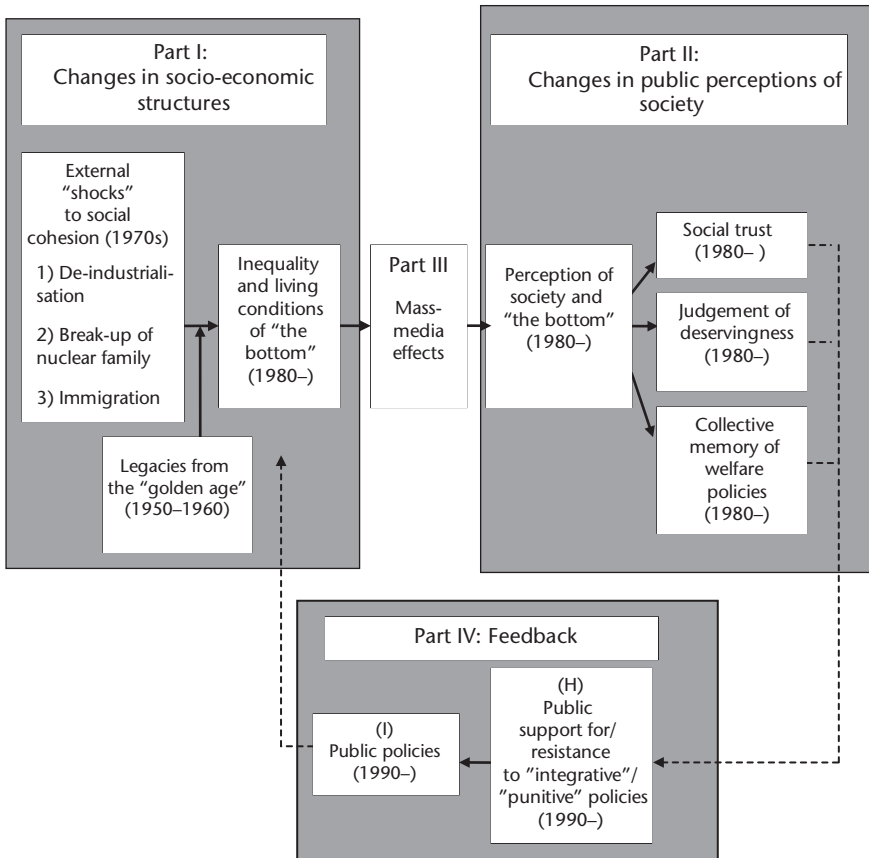 Part I:
Changes in socio-economic
structures
External
“shocks”
to social
cohesion (1970s)
1) De-industriali-
sation
2) Break-up of
nuclear family
3) Immigration
Legacies from
the “golden age”
(1950–1960)
Inequality
and living
conditions
of “the
bottom”
(1980–)
Part III
Mass-
media
effects
Part II:
Changes in public perceptions of
society
Perception of
society and
“the bottom”
(1980–)
Social trust
(1980– )
Judgement of
deservingness
(1980–)
Collective
memory of
welfare
policies
(1980–)
Part IV: Feedback
(H)
Public
support for/
resistance
to ”integrative”/
”punitive” policies
(1990–)
(I)
Public policies
(1990–)